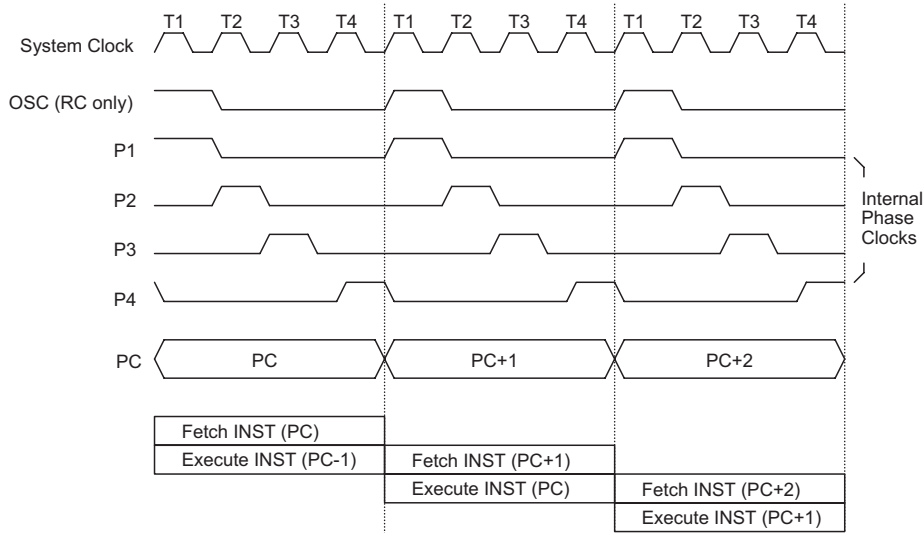 T1 T2 T3 T4 T1 T2 T3 T4 T1 T2 T3 T4
System Clock
OSC (RC only)
P1
P2
P3
P4
Internal
Phase
Clocks
PC PC PC+1 PC+2
Fetch INST (PC)
Execute INST (PC-1) Fetch INST (PC+1)
Execute INST (PC) Fetch INST (PC+2)
Execute INST (PC+1)